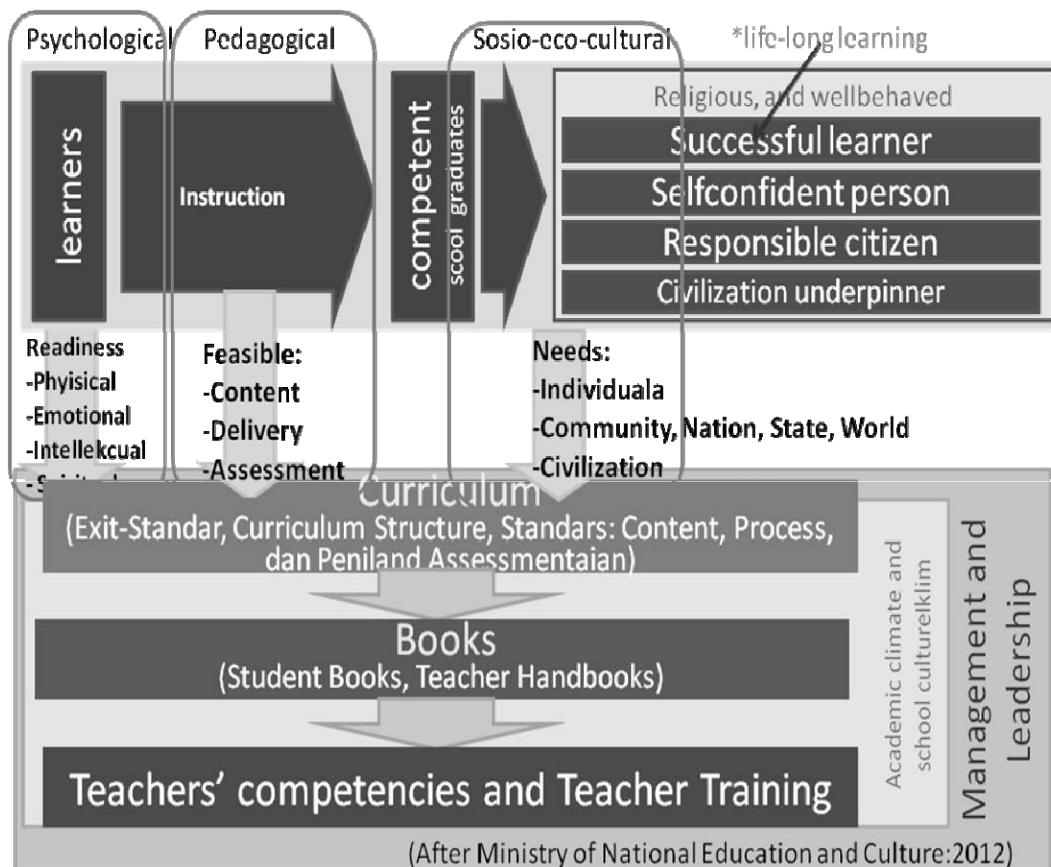 Psychological
Pedagogical
Sosio-eco-cultural
*life-long learning
learners
Instruction
competent
scool graduates
Religious, and wellbehaved
Successful learner
Selfconfident person
Responsible citizen
Civilization underpinner
Readiness
-Phyisical
-Emotional
-Intellekcual
Feasible:
-Content
-Delivery
-Assessment
Needs:
-Individuala
-Community, Nation, State, World
-Civilization
Curriculum
(Exit-Standar, Curriculum Structure, Standars: Content, Process,
dan Peniland Assessmentaian)
Books
(Student Books, Teacher Handbooks)
Teachers' competencies and Teacher Training
Academic climate and
school culturelklim
Management and
Leadership
(After Ministry of National Education and Culture:2012)